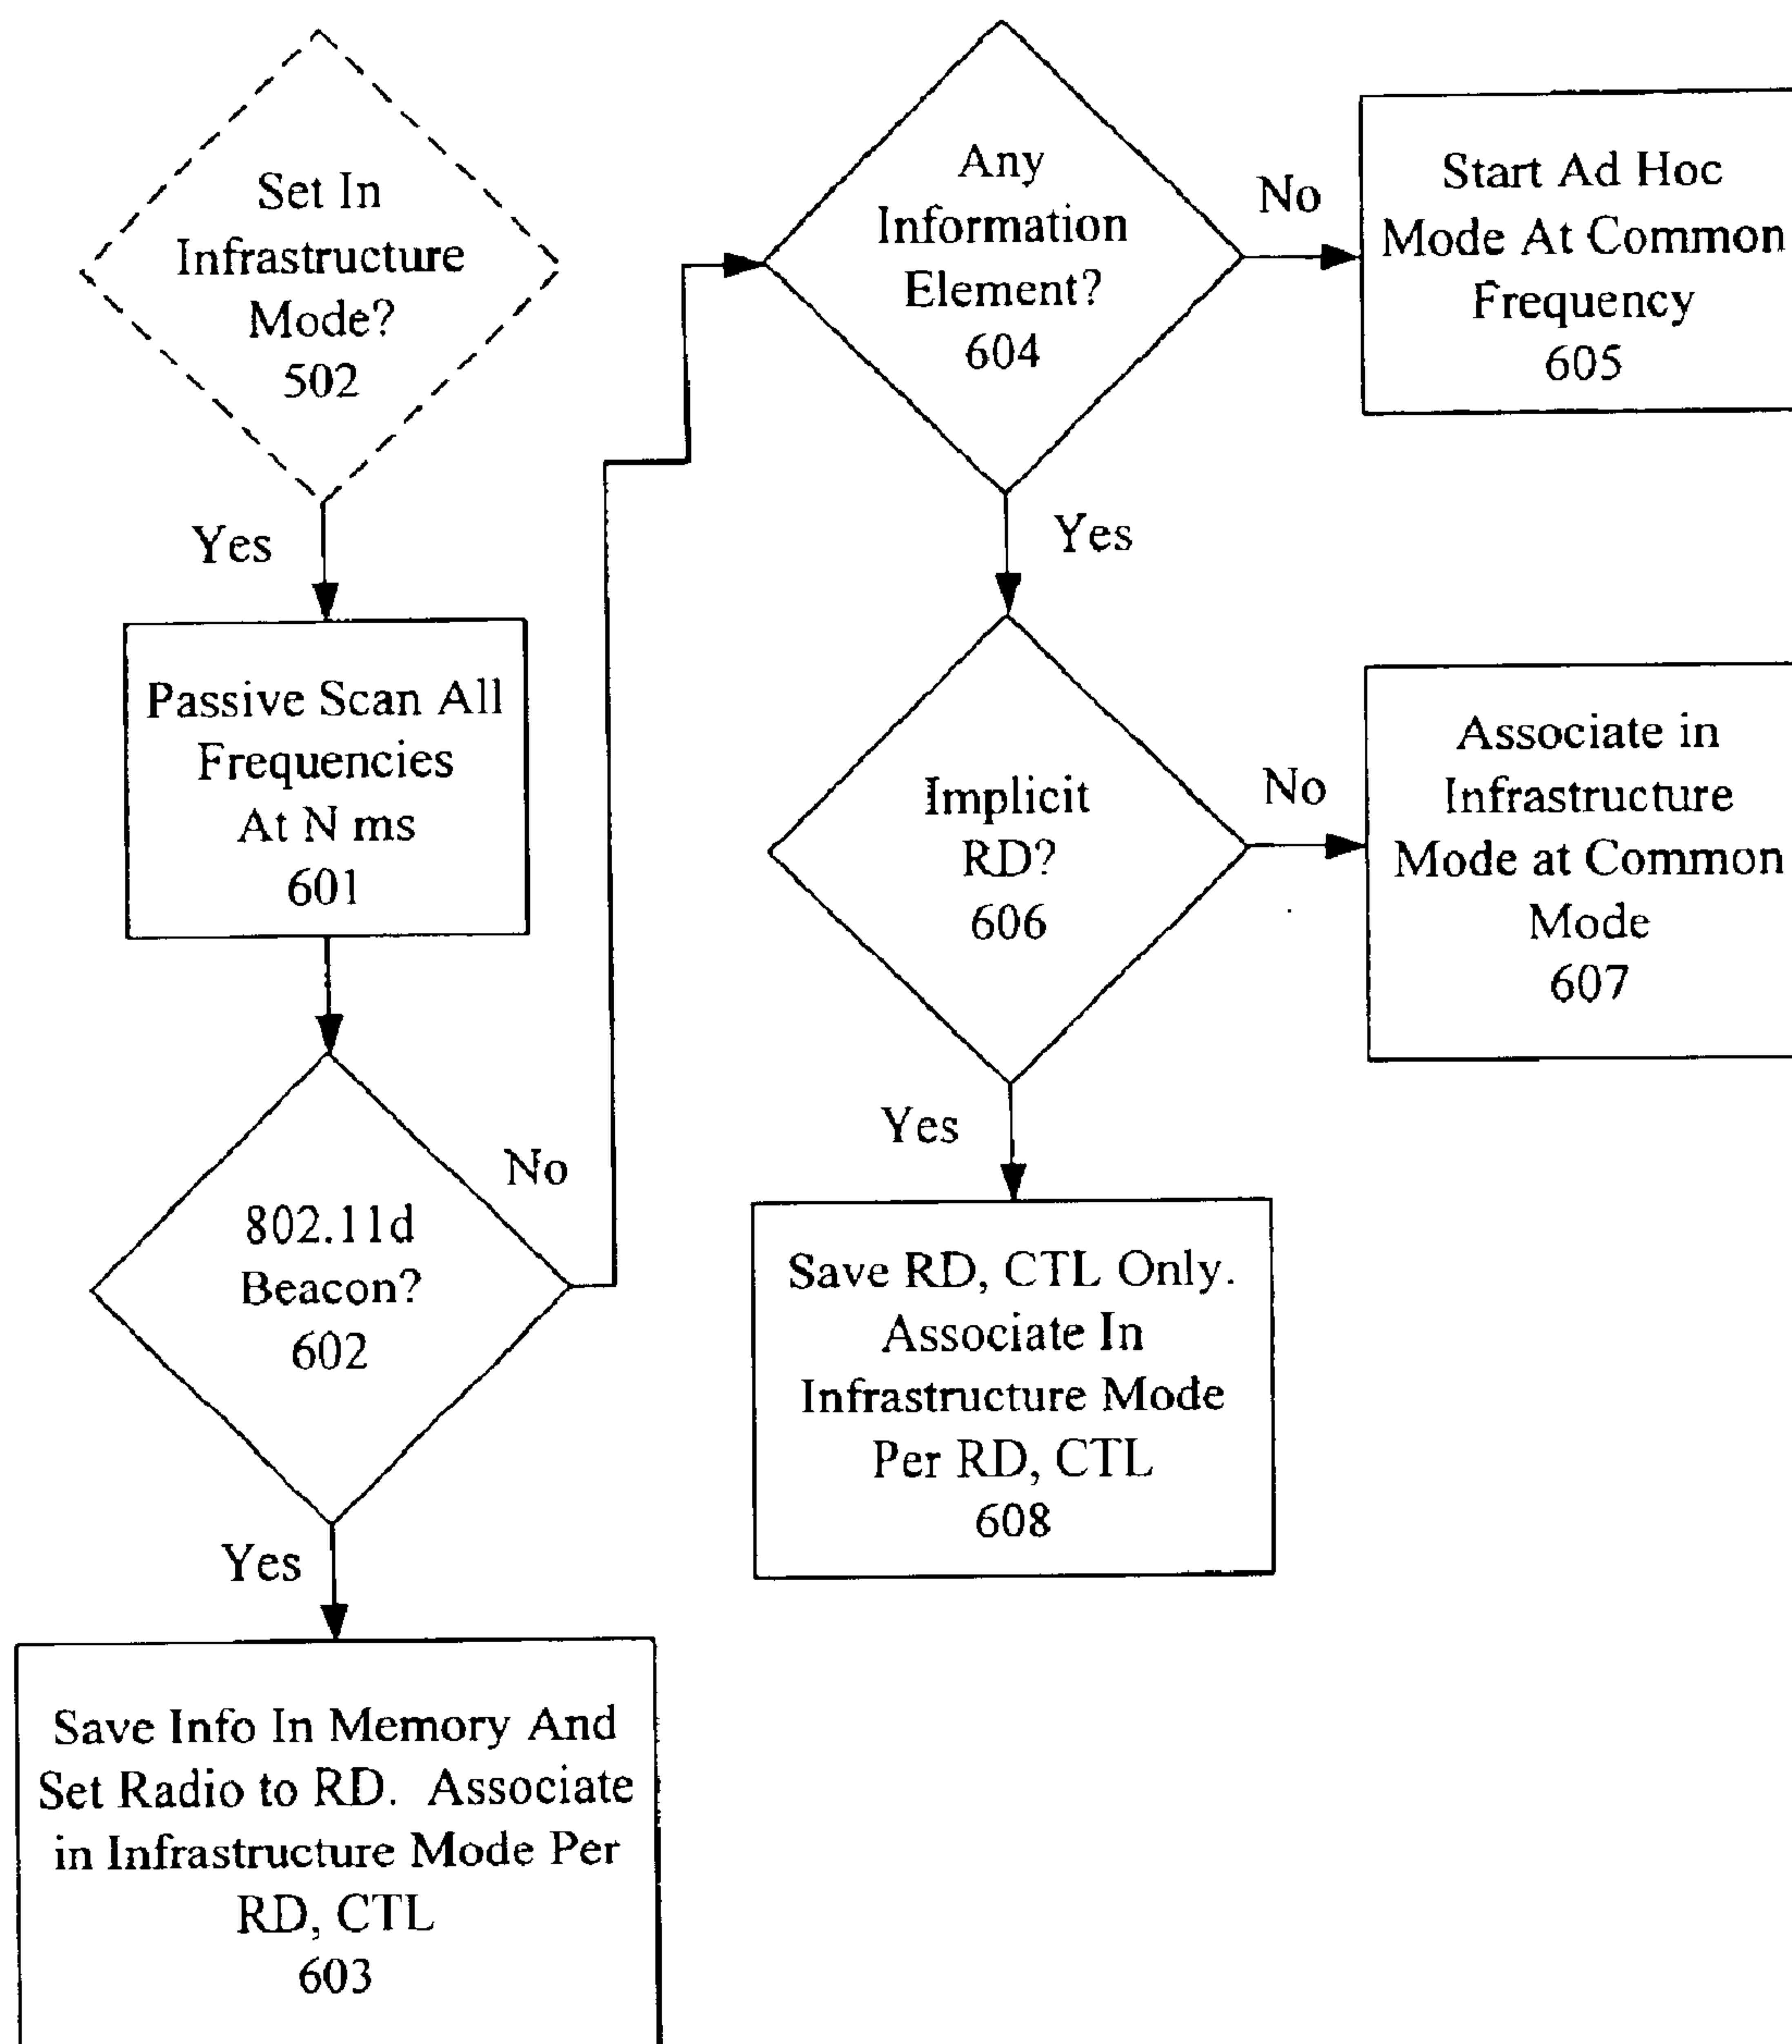 Set In
Infrastructure
Mode?
502
Yes
Passive Scan All
Frequencies
At N ms
601
802.11d
Beacon?
602
No
Yes
Save Info In Memory And
Set Radio to RD. Associate
in Infrastructure Mode Per
RD, CTL
603
Any
Information
Element?
604
No
Start Ad Hoc
Mode At Common
Frequency
605
Yes
Implicit
RD?
606
No
Associate in
Infrastructure
Mode at Common
Mode
607
Yes
Save RD, CTL Only.
Associate In
Infrastructure Mode
Per RD, CTL
608